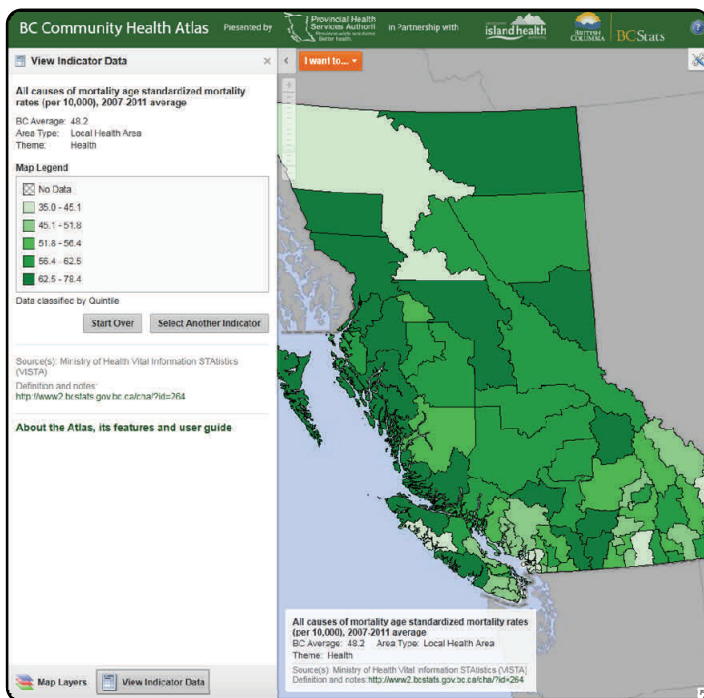 BC Community Health Atlas
Presented by
Provincial Health
Services Authorit
Province-wide solutions.
Better health.
in Partnership with
island health
BRITISH
COLUMBIA
BC Stats
View Indicator Data
I want to...
All causes of mortality age standardized mortality
rates (per 10,000), 2007-2011 average
BC Average: 48.2
Area Type: Local Health Area
Theme: Health
Map Legend
No Data
35.0 - 45.1
45.1 - 51.8
51.8 - 56.4
56.4 - 62.5
62.5 - 78.4
Data classified by Quintile
Start Over
Select Another Indicator
Source(s): Ministry of Health Vital Information STAtistics
(VISTA)
Definition and notes:
http://www2.bcstats.gov.bc.ca/cha/?id=264
About the Atlas, its features and user guide
All causes of mortality age standardized mortality rates
(per 10,000), 2007-2011 average
BC Average: 48.2 Area Type: Local Health Area
Theme: Health
Source(s): Ministry of Health Vital Information STAtistics (VISTA)
Definition and notes:http://www2.bcstats.gov.bc.ca/cha/?id=264
Map Layers
View Indicator Data